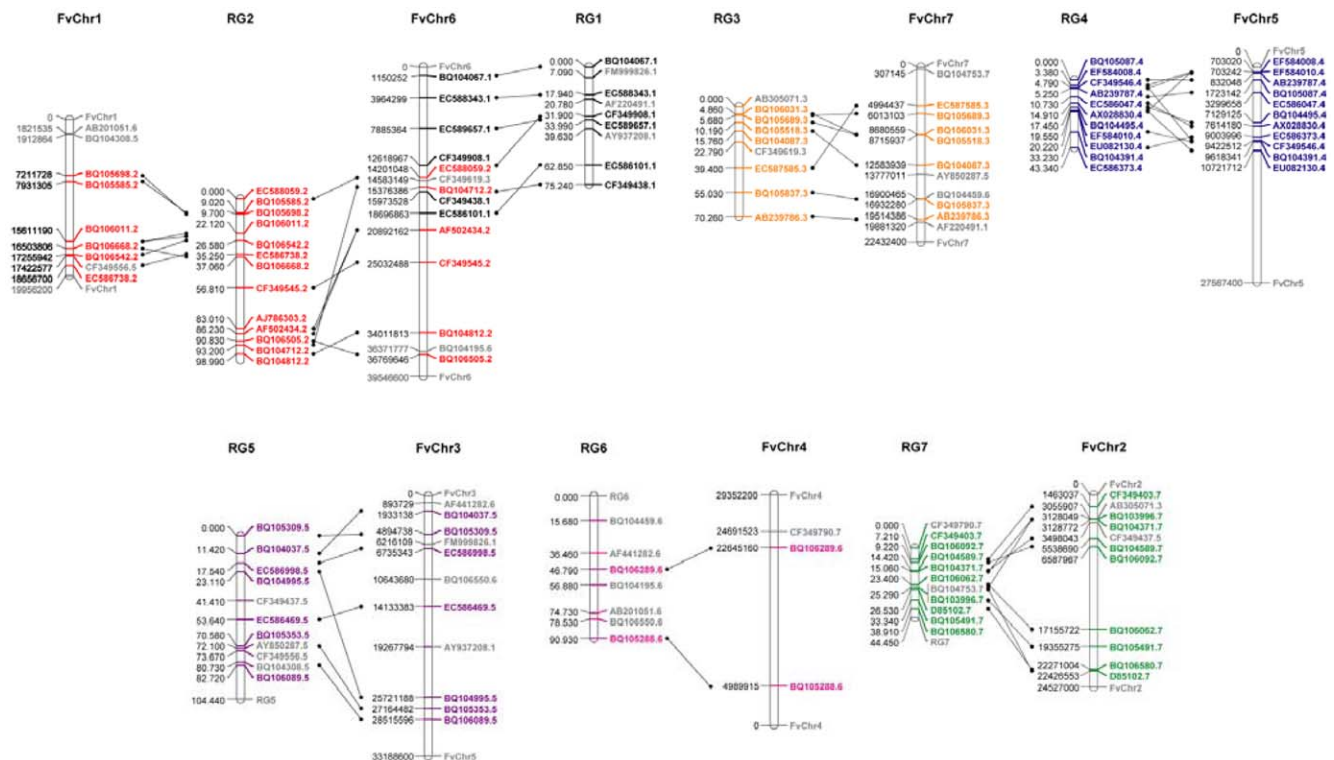 FvChr1
0 FvChr1
1821535 AB201051.6
1912864 BQ104308.5
7211728 BQ105698.2
7931305 BQ105585.2
15611190 BQ106011.2
16503806 BQ106668.2
17255942 BQ106542.2
17422577 CF349556.5
18656700 EC586738.2
19956200 FvChr1
RG2
0.000 EC588059.2
9.020 BQ105585.2
9.700 BQ105698.2
22.120 BQ106011.2
26.580 BQ106542.2
35.250 EC586738.2
37.060 BQ106668.2
56.810 CF349545.2
83.010 AJ786303.2
86.230 AF502434.2
90.830 BQ106505.2
93.200 BQ104712.2
98.990 BQ104812.2
FvChr6
0 FvChr6
1150252 BQ104067.1
3964299 EC588343.1
7885364 EC589657.1
12618967 CF349908.1
14201048 EC588059.2
14583149 CF349619.3
15376386 BQ104712.2
15973528 CF349438.1
18696863 EC586101.1
20892162 AF502434.2
25032488 CF349545.2
34011813 BQ104812.2
36371777 BQ104195.6
36769646 BQ106505.2
39546600 FvChr6
RG1
0.000 BQ104067.1
7.090 FM999826.1
17.940 EC588343.1
20.780 AF220491.1
31.900 CF349908.1
33.990 EC589657.1
39.630 AY937208.1
62.850 EC586101.1
75.240 CF349438.1
RG3
0.000 AB305071.3
4.860 BQ106031.3
5.680 BQ105689.3
10.190 BQ105518.3
15.760 BQ104087.3
22.790 CF349619.3
39.400 EC587585.3
55.030 BQ105837.3
70.260 AB239786.3
FvChr7
0 FvChr7
307145 BQ104753.7
4994437 EC587585.3
6013103 BQ105689.3
8680559 BQ106031.3
8715937 BQ105518.3
12583939 BQ104087.3
13777011 AY850287.5
16900465 BQ104459.6
16932280 BQ105837.3
19514386 AB239786.3
19881320 AF220491.1
22432400 FvChr7
RG4
0.000 BQ105087.4
3.380 EF584008.4
4.790 CF349546.4
5.250 AB239787.4
10.730 EC586047.4
14.910 AX028830.4
17.450 BQ104495.4
19.550 EF584010.4
20.220 EU082130.4
33.230 BQ104391.4
43.340 EC586373.4
FvChr5
0 FvChr5
703020 EF584008.4
703242 EF584010.4
832048 AB239787.4
1723142 BQ105087.4
3299658 EC586047.4
7129125 BQ104495.4
7614180 AX028830.4
9003996 EC586373.4
9422512 CF349546.4
9618341 BQ104391.4
10721712 EU082130.4
27567400 FvChr5
RG5
0.000 BQ105309.5
11.420 BQ104037.5
17.540 EC586998.5
23.110 BQ104995.5
41.410 CF349437.5
53.640 EC586469.5
70.580 BQ105353.5
72.100 AY850287.5
73.670 CF349556.5
80.730 BQ104308.5
82.720 BQ106089.5
104.440 RG5
FvChr3
0 FvChr3
893729 AF441282.6
1933138 BQ104037.5
4894738 BQ105309.5
6216109 FM999826.1
6735343 EC586998.5
10643680 BQ106550.6
14133383 EC586469.5
19267794 AY937208.1
25721188 BQ104995.5
27164482 BQ105353.5
28515596 BQ106089.5
33188600 FvChr5
RG6
0.000 RG6
15.680 BQ104459.6
36.460 AF441282.6
46.790 BQ106289.6
56.880 BQ104195.6
74.730 AB201051.6
78.530 BQ106550.6
90.930 BQ105288.6
FvChr4
29352200 FvChr4
24691523 CF349790.7
22645160 BQ106289.6
4989915 BQ105288.6
0 FvChr4
RG7
0.000 CF349790.7
7.210 CF349403.7
9.220 BQ106092.7
14.420 BQ104589.7
15.060 BQ104371.7
23.400 BQ106062.7
BQ104753.7
25.290 BQ103996.7
26.530 D85102.7
33.340 BQ105491.7
38.910 BQ106580.7
44.450 RG7
FvChr2
0 FvChr2
1463037 CF349403.7
3055907 AB305071.3
3128049 BQ103996.7
3128772 BQ104371.7
3498043 CF349437.5
5538690 BQ104589.7
6587967 BQ106092.7
17155722 BQ106062.7
19355275 BQ105491.7
22271004 BQ106580.7
22426553 D85102.7
24527000 FvChr2